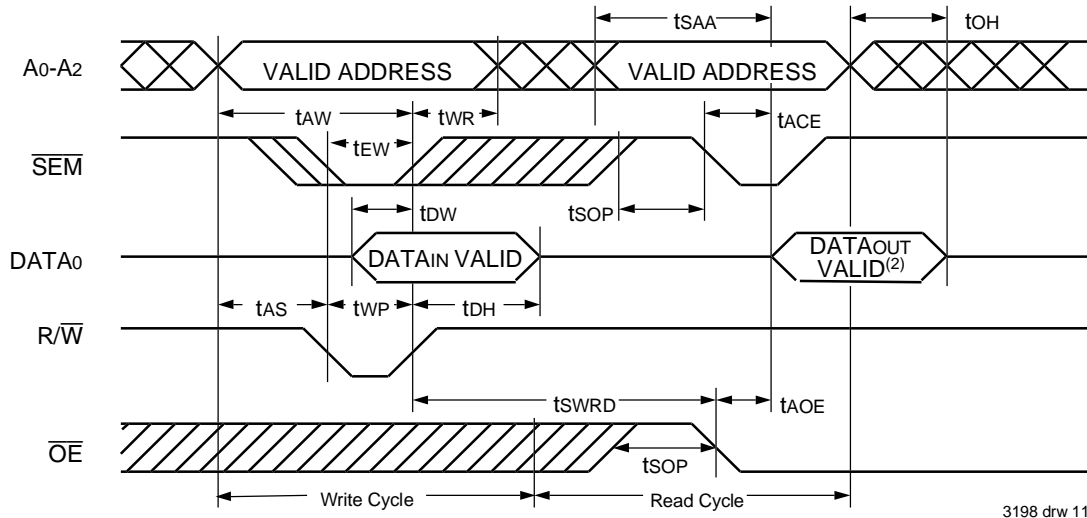 tSAA tOH
A0-A2 VALID ADDRESS VALID ADDRESS
tAW tWR tACE
tEW
SEM
tDW tSOP
DATA0 DATAIN VALID DATAOUT
VALID(2)
tAS tWP tDH
R/W
tSWRD tAOE
OE tSOP
Write Cycle Read Cycle
3198 drw 11